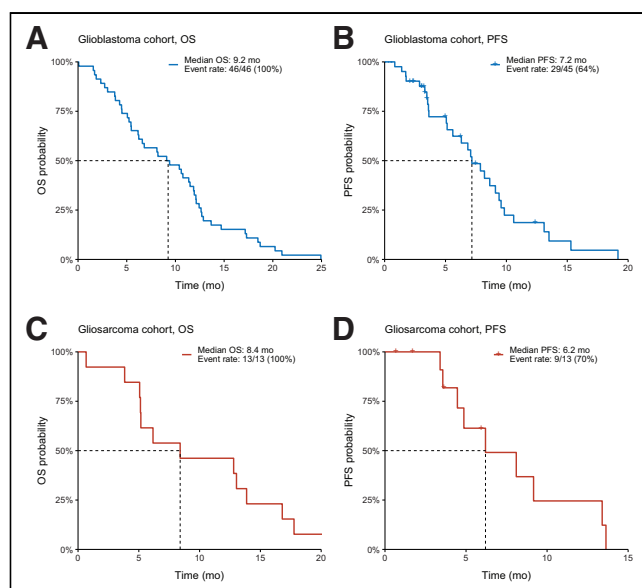 A
Glioblastoma cohort, OS
Median OS: 9.2 mo
Event rate: 46/46 (100%)
100%
75%
50%
25%
0%
OS probability
0 5 10 15 20 25
Time (mo)
B
Glioblastoma cohort, PFS
Median PFS: 7.2 mo
Event rate: 29/45 (64%)
100%
75%
50%
25%
0%
PFS probability
0 5 10 15 20
Time (mo)
C
Gliosarcoma cohort, OS
Median OS: 8.4 mo
Event rate: 13/13 (100%)
100%
75%
50%
25%
0%
OS probability
0 5 10 15 20
Time (mo)
D
Gliosarcoma cohort, PFS
Median PFS: 6.2 mo
Event rate: 9/13 (70%)
100%
75%
50%
25%
0%
PFS probability
0 5 10 15
Time (mo)